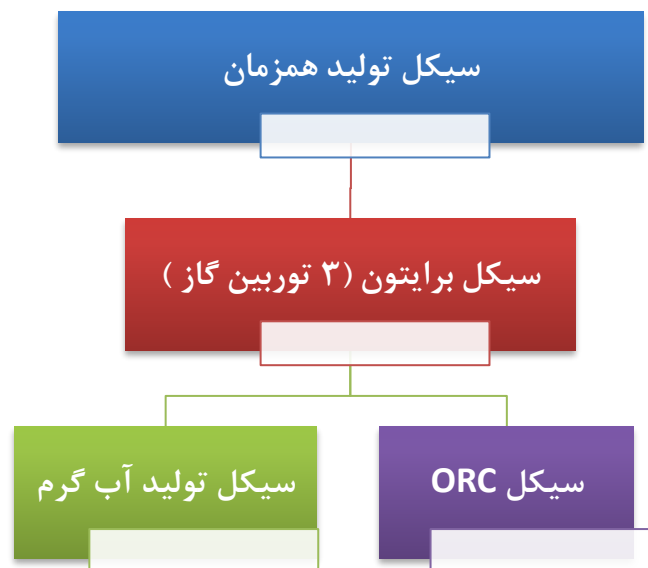 سیکل تولید همزمان
سیکل برایتون (۳ توربین گاز )
سیکل ORC
سیکل تولید آب گرم